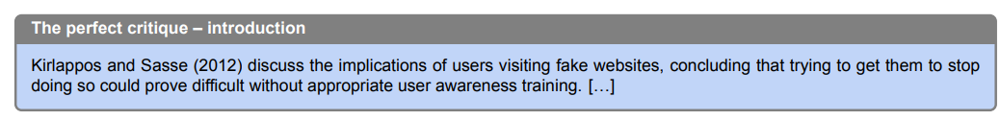 The perfect critique – introduction
Kirlappos and Sasse (2012) discuss the implications of users visiting fake websites, concluding that trying to get them to stop
doing so could prove difficult without appropriate user awareness training. […]